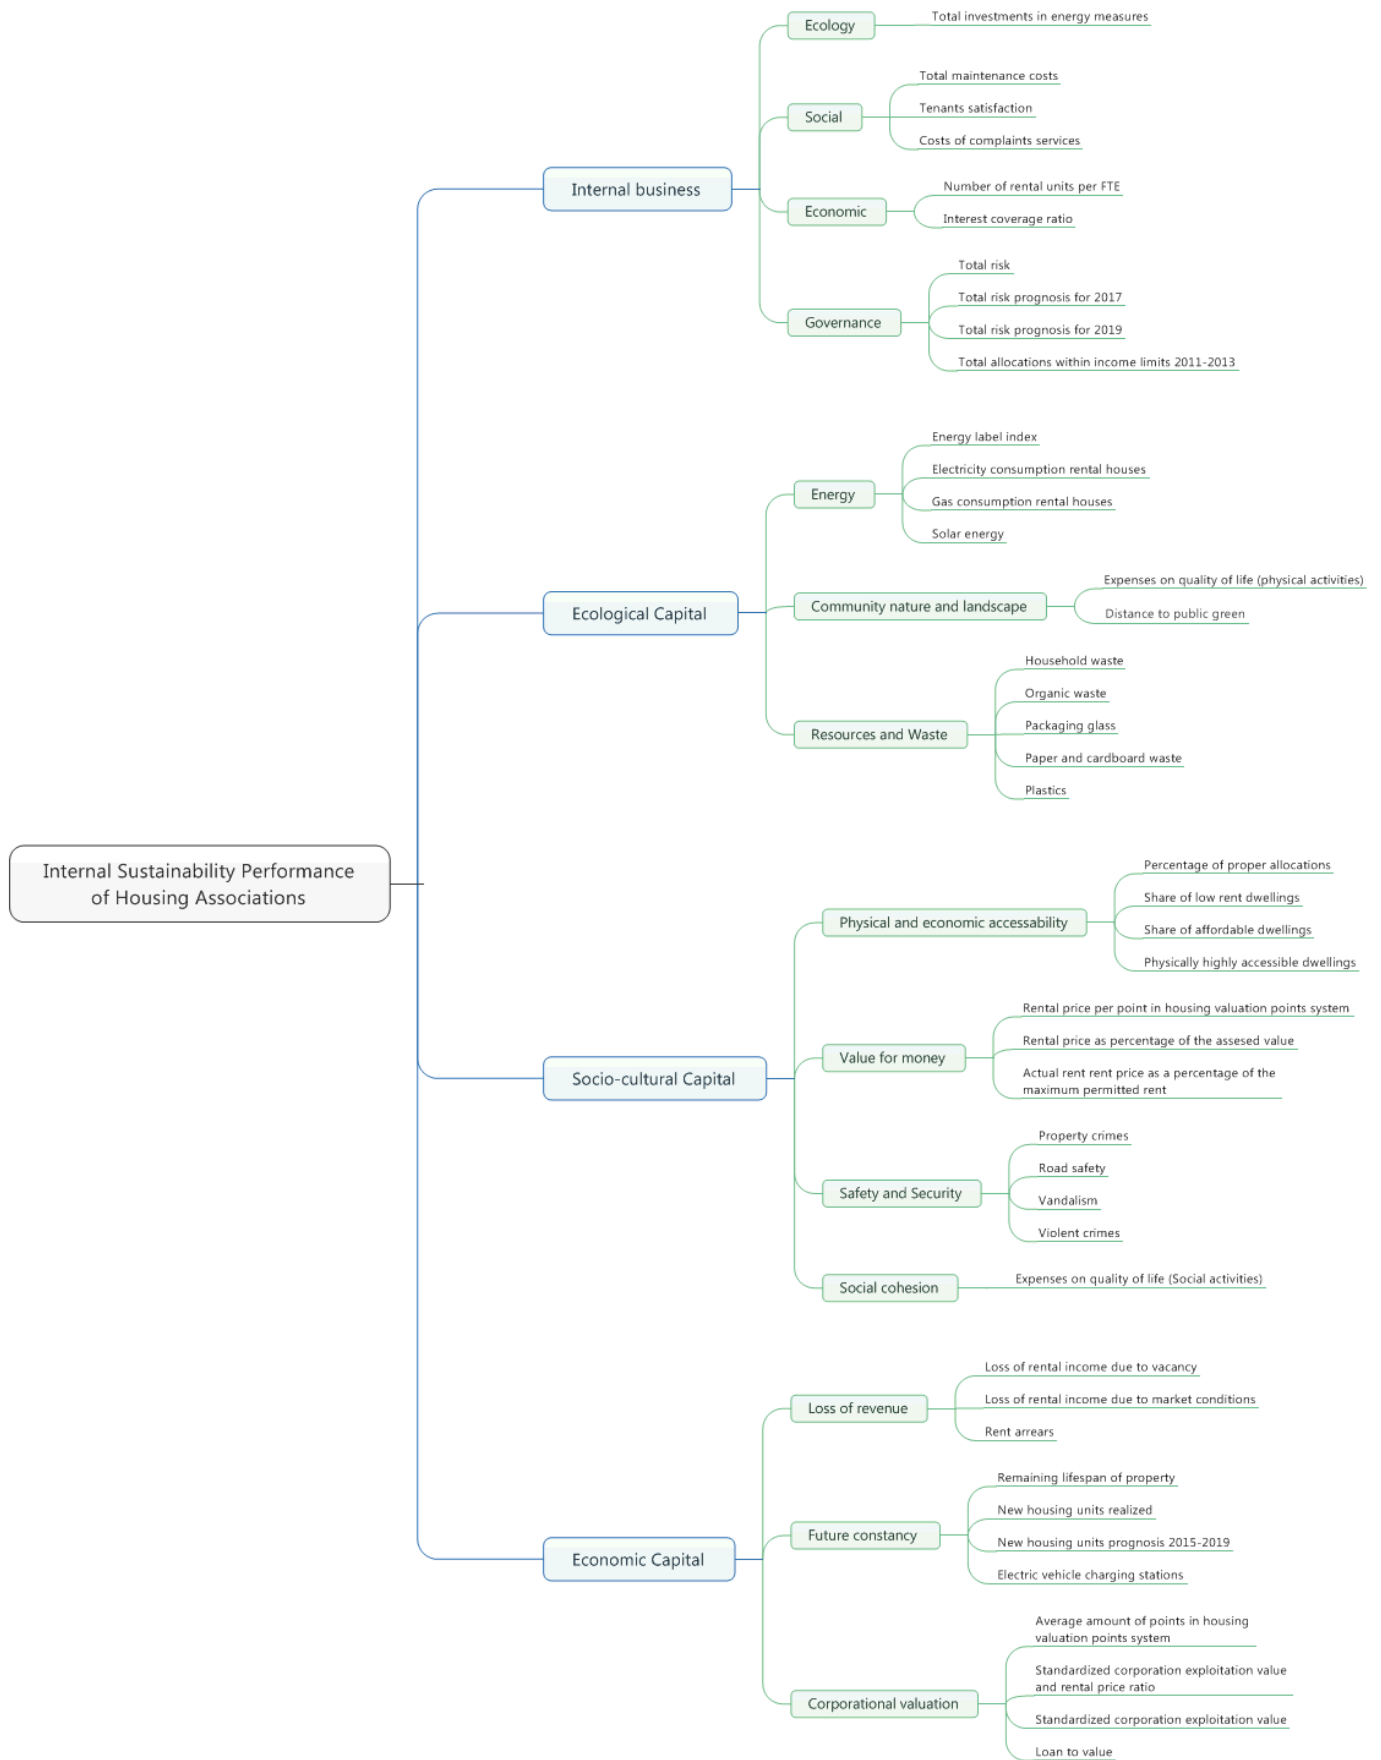 Internal Sustainability Performance
of Housing Associations
Internal business
Ecology
Total investments in energy measures
Social
Total maintenance costs
Tenants satisfaction
Costs of complaints services
Economic
Number of rental units per FTE
Interest coverage ratio
Governance
Total risk
Total risk prognosis for 2017
Total risk prognosis for 2019
Total allocations within income limits 2011-2013
Ecological Capital
Energy
Energy label index
Electricity consumption rental houses
Gas consumption rental houses
Solar energy
Community nature and landscape
Expenses on quality of life (physical activities)
Distance to public green
Resources and Waste
Household waste
Organic waste
Packaging glass
Paper and cardboard waste
Plastics
Socio-cultural Capital
Physical and economic accessability
Percentage of proper allocations
Share of low rent dwellings
Share of affordable dwellings
Physically highly accessible dwellings
Value for money
Rental price per point in housing valuation points system
Rental price as percentage of the assesed value
Actual rent rent price as a percentage of the
maximum permitted rent
Safety and Security
Property crimes
Road safety
Vandalism
Violent crimes
Social cohesion
Expenses on quality of life (Social activities)
Economic Capital
Loss of revenue
Loss of rental income due to vacancy
Loss of rental income due to market conditions
Rent arrears
Future constancy
Remaining lifespan of property
New housing units realized
New housing units prognosis 2015-2019
Electric vehicle charging stations
Corporational valuation
Average amount of points in housing
valuation points system
Standardized corporation exploitation value
and rental price ratio
Standardized corporation exploitation value
Loan to value